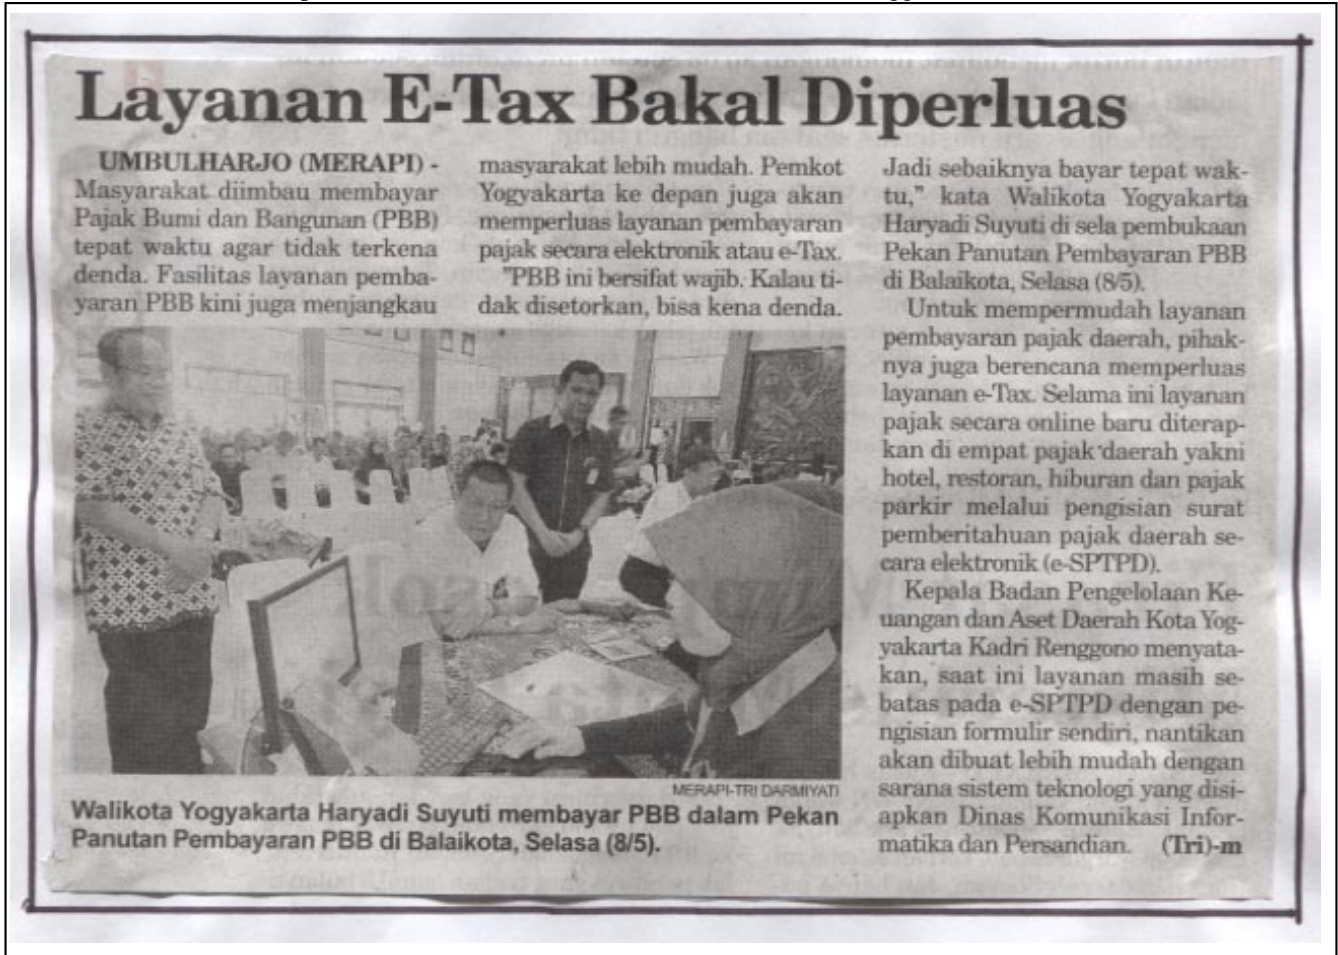 Layanan E-Tax Bakal Diperluas
UMBULHARJO (MERAPI) -
Masyarakat diimbau membayar
Pajak Bumi dan Bangunan (PBB)
tepat waktu agar tidak terkena
denda. Fasilitas layanan pemba-
yaran PBB kini juga menjangkau
masyarakat lebih mudah. Pemkot
Yogyakarta ke depan juga akan
memperluas layanan pembayaran
pajak secara elektronik atau e-Tax.
"PBB ini bersifat wajib. Kalau ti-
dak disetorkan, bisa kena denda.
Jadi sebaiknya bayar tepat wak-
tu," kata Walikota Yogyakarta
Haryadi Suyuti di sela pembukaan
Pekan Panutan Pembayaran PBB
di Balaikota, Selasa (8/5).
Untuk mempermudah layanan
pembayaran pajak daerah, pihak-
nya juga berencana memperluas
layanan e-Tax. Selama ini layanan
pajak secara online baru diterap-
kan di empat pajak daerah yakni
hotel, restoran, hiburan dan pajak
parkir melalui pengisian surat
pemberitahuan pajak daerah se-
cara elektronik (e-SPTPD).
Kepala Badan Pengelolaan Ke-
uangan dan Aset Daerah Kota Yog-
yakarta Kadri Renggono menyata-
kan, saat ini layanan masih se-
batas pada e-SPTPD dengan pe-
ngisian formulir sendiri, nantikan
akan dibuat lebih mudah dengan
sarana sistem teknologi yang disi-
apkan Dinas Komunikasi Infor-
matika dan Persandian. (Tri)-m
MERAPI-TRI DARMIYATI
Walikota Yogyakarta Haryadi Suyuti membayar PBB dalam Pekan
Panutan Pembayaran PBB di Balaikota, Selasa (8/5).